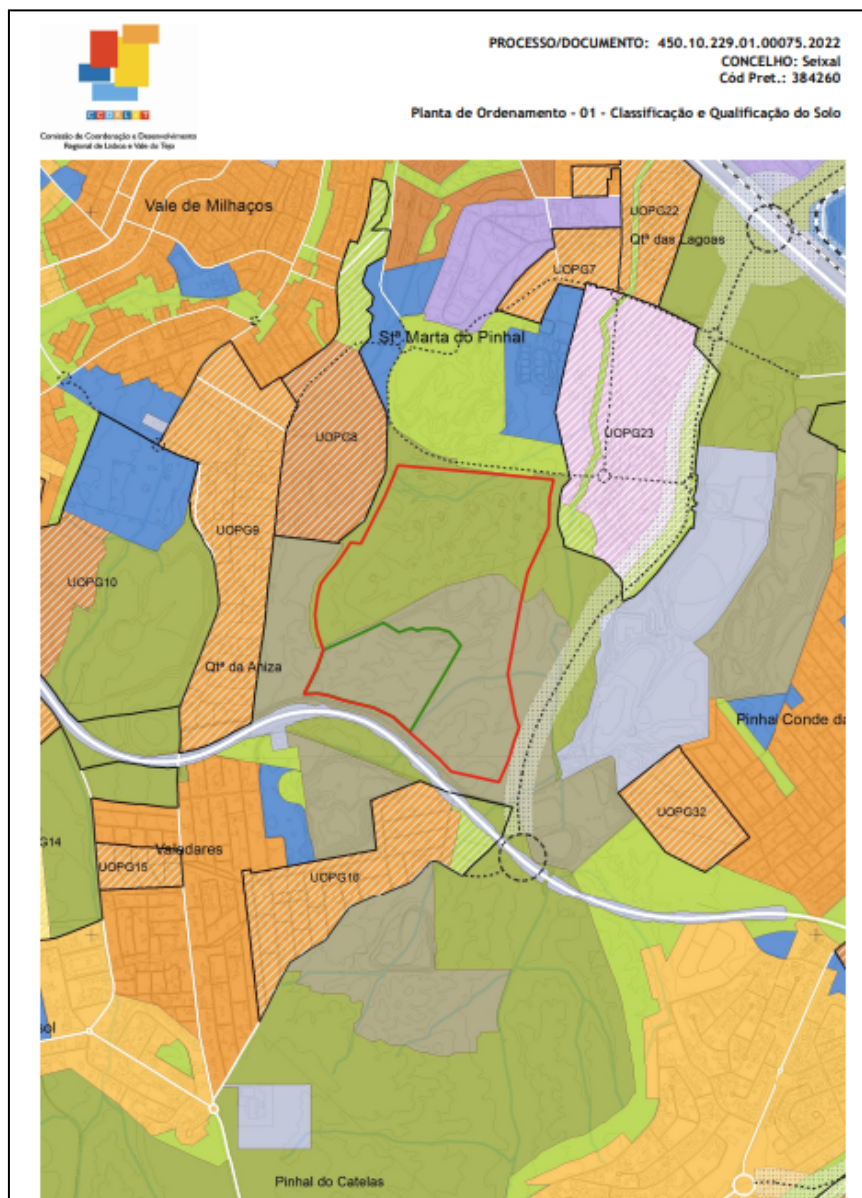 PROCESSO/DOCUMENTO: 450.10.229.01.00075.2022
CONCELHO: Seixal
Cód Pret.: 384260
Planta de Ordenamento - 01 - Classificação e Qualificação do Solo
CCDRLVT
Comissão de Coordenação e Desenvolvimento
Regional de Lisboa e Vale do Tejo
Vale de Milhaços
UOPG22
Qtª das Lagoas
UOPG7
Stª Marta do Pinhal
UOPG8
UOPG23
UOPG9
UOPG10
Qtª da Aniza
Pinhal Conde da
UOPG32
G14
Valadares
UOPG15
UOPG16
sol
Pinhal do Catelas